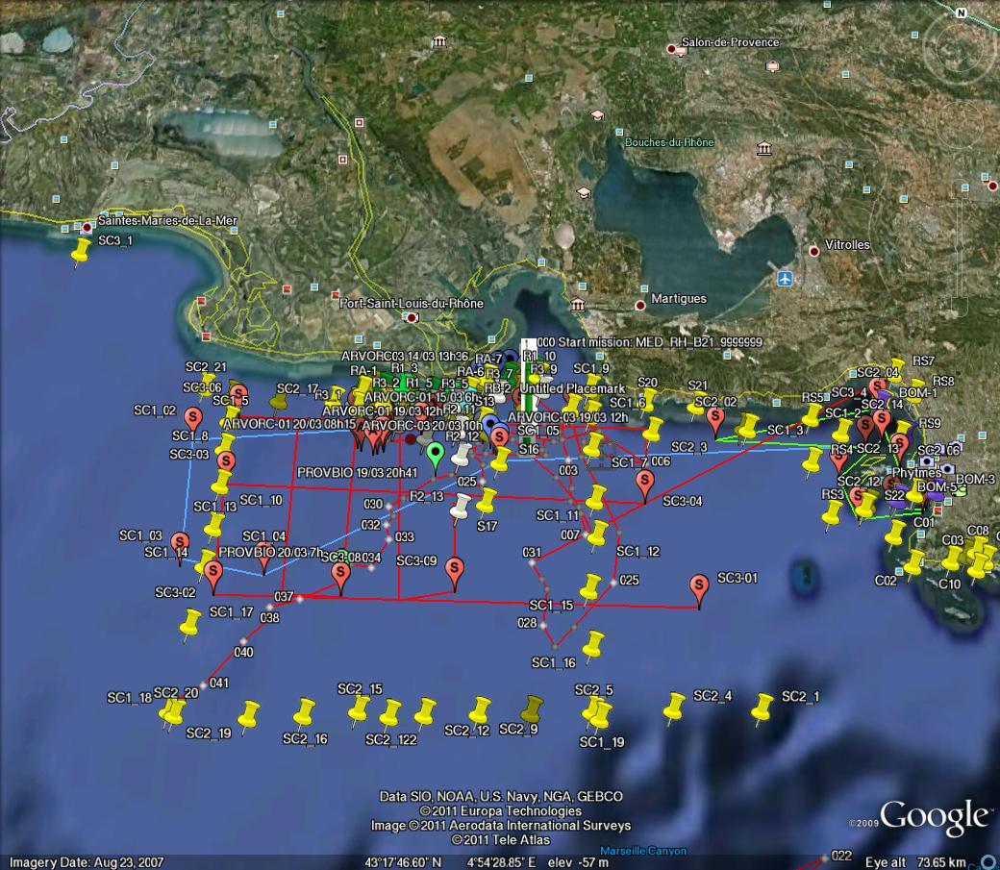 N
Salon-de-Provence
Bouches-du-Rhône
Saintes-Maries-de-La-Mer
SC3_1
Vitrolles
Martigues
Port-Saint-Louis-du-Rhône
000 Start mission: MED_RH_B21_9999999
ARVORC03 14/03 13h36
RA-7
R1_10
RS7
SC2_21
RA-1
R1_3
RA-6
R3_7
R3_9
SC1_9
SC2_04
RS8
SC3-06
SC2_17
R3_1
R3_2
R1_5
R3_5
RB-2
Untitled Placemark
S20
S21
SC3_4
BOM-1
SC1_5
ARVORC-01 15/03 6h
S13
SC1_6
SC2_02
RS5
SC2_14
SC1_02
ARVORC-01 19/03 12h
R2_11
ARVORC-03 19/03 12h
SC1-2
RS9
SC1_8
ARVORC-01 20/03 08h15
ARVORC-03 20/03 10h
SC1_05
SC1_37
SC3-03
S16
SC2_3
RS4
SC2_13
SC2_06
SC1_7
006
PROVBIO 19/03 20h41
003
Phytmes
025
SC2_12
BOM-3
SC1_10
R2_13
SC3-04
RS3
S22
BOM-5
SC1_13
030
SC1_11
C01
032
S17
SC1_03
SC1_04
033
007
C03
C08
SC1_14
PROVBIO 20/03 7h
SC3-08
034
SC3-09
031
SC1_12
C02
C10
SC3-02
037
025
SC3-01
SC1_17
038
SC1_15
028
040
SC1_16
041
SC1_18
SC2_20
SC2_15
SC2_5
SC2_4
SC2_1
SC2_19
SC2_16
SC2_122
SC2_12
SC2_9
SC1_19
Data SIO, NOAA, U.S. Navy, NGA, GEBCO
©2011 Europa Technologies
Image ©2011 Aerodata International Surveys
©2011 Tele Atlas
©2009 Google
Marseille Canyon
022
Imagery Date: Aug 23, 2007
43°17'46.60" N
4°54'28.85" E
elev -57 m
Eye alt 73.65 km